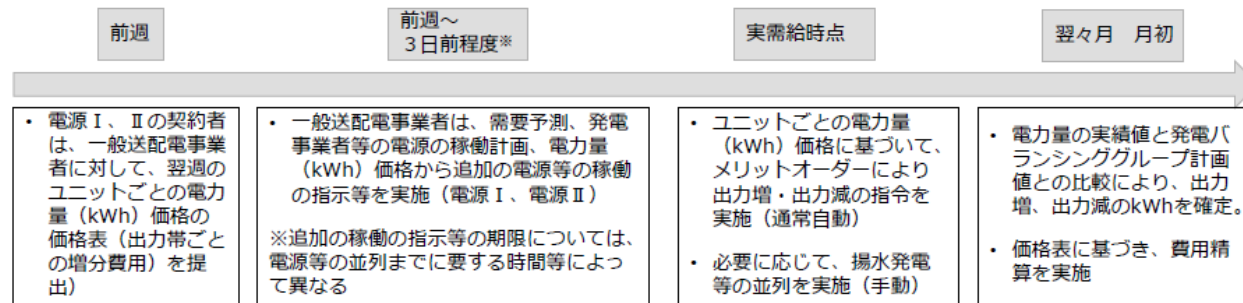 前週
前週～
３日前程度※
実需給時点
翌々月　月初
• 電源Ⅰ、Ⅱの契約者
は、一般送配電事業
者に対して、翌週の
ユニットごとの電力
量（kWh）価格の
価格表（出力帯ごと
の増分費用）を提
出）
• 一般送配電事業者は、需要予測、発電
事業者等の電源の稼働計画、電力量
（kWh）価格から追加の電源等の稼働
の指示等を実施（電源Ⅰ、電源Ⅱ）
※追加の稼働の指示等の期限については、
電源等の並列までに要する時間等によっ
て異なる
• ユニットごとの電力量
（kWh）価格に基づいて、
メリットオーダーにより
出力増・出力減の指令を
実施（通常自動）
• 必要に応じて、揚水発電
等の並列を実施（手動）
• 電力量の実績値と発電バ
ランシンググループ計画
値との比較により、出力
増、出力減のkWhを確定。
• 価格表に基づき、費用精
算を実施